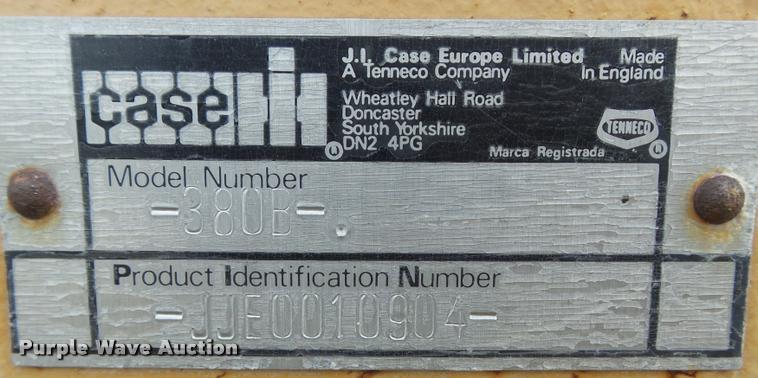 case IH
J.I. Case Europe Limited
A Tenneco Company
Wheatley Hall Road
Doncaster
South Yorkshire
DN2 4PG
Made
In England
TENNECO
Marca Registrada
Model Number
-380B-.
Product Identification Number
-JJE0010904-
Purple Wave Auction